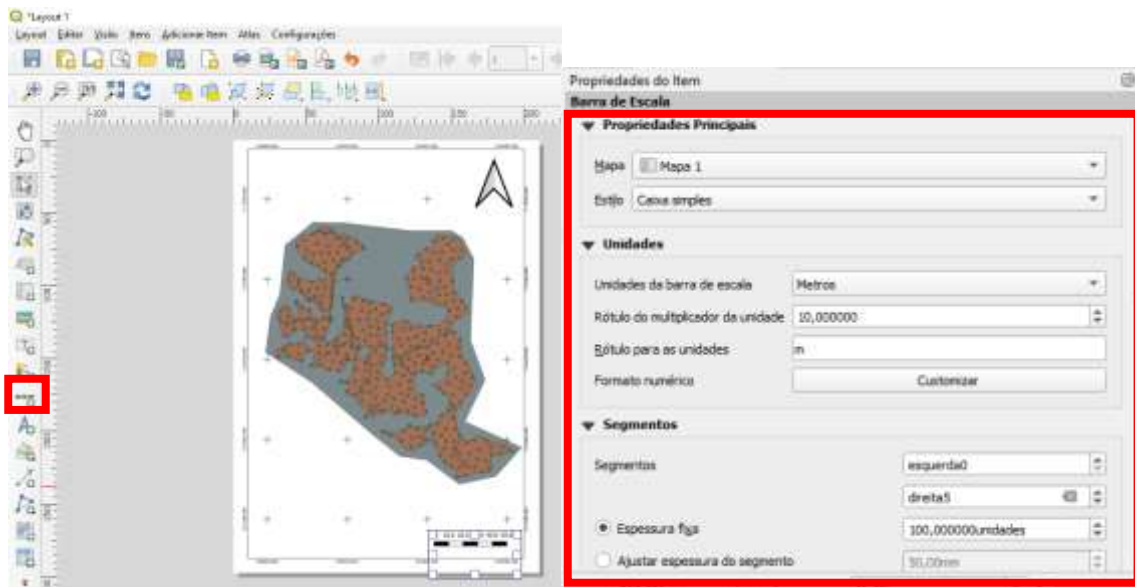 *Layout 1
Layout Editar Visão Itens Adicionar Item Atlas Configurações
Propriedades do Item
Barra de Escala
Propriedades Principais
Mapa Mapa 1
Estilo Caixa simples
Unidades
Unidades da barra de escala Metros
Rótulo do multiplicador da unidade 10,000000
Rótulo para as unidades m
Formato numérico Customizar
Segmentos
Segmentos esquerda0
direita5
Espessura fixa 100,000000unidades
Ajustar espessura do segmento 50,00mm